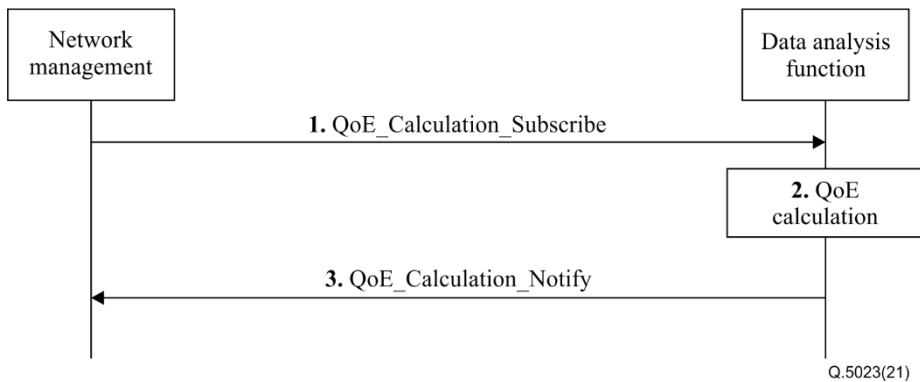 Network
management
Data analysis
function
1. QoE_Calculation_Subscribe
2. QoE
calculation
3. QoE_Calculation_Notify
Q.5023(21)